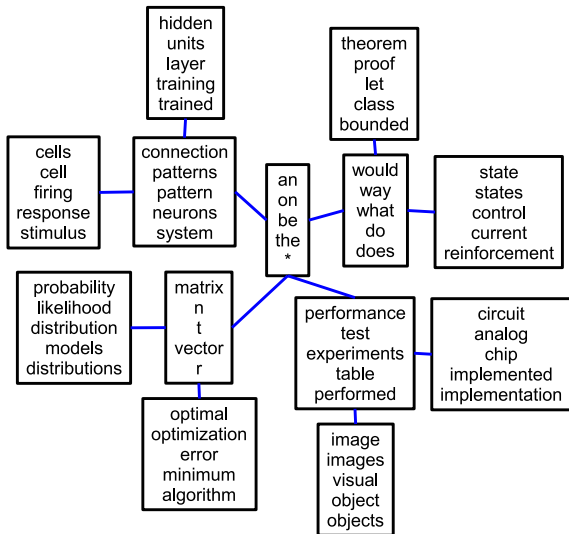 hidden
units
layer
training
trained
theorem
proof
let
class
bounded
cells
cell
firing
response
stimulus
connection
patterns
pattern
neurons
system
an
on
be
the
*
would
way
what
do
does
state
states
control
current
reinforcement
probability
likelihood
distribution
models
distributions
matrix
n
t
vector
r
performance
test
experiments
table
performed
circuit
analog
chip
implemented
implementation
optimal
optimization
error
minimum
algorithm
image
images
visual
object
objects